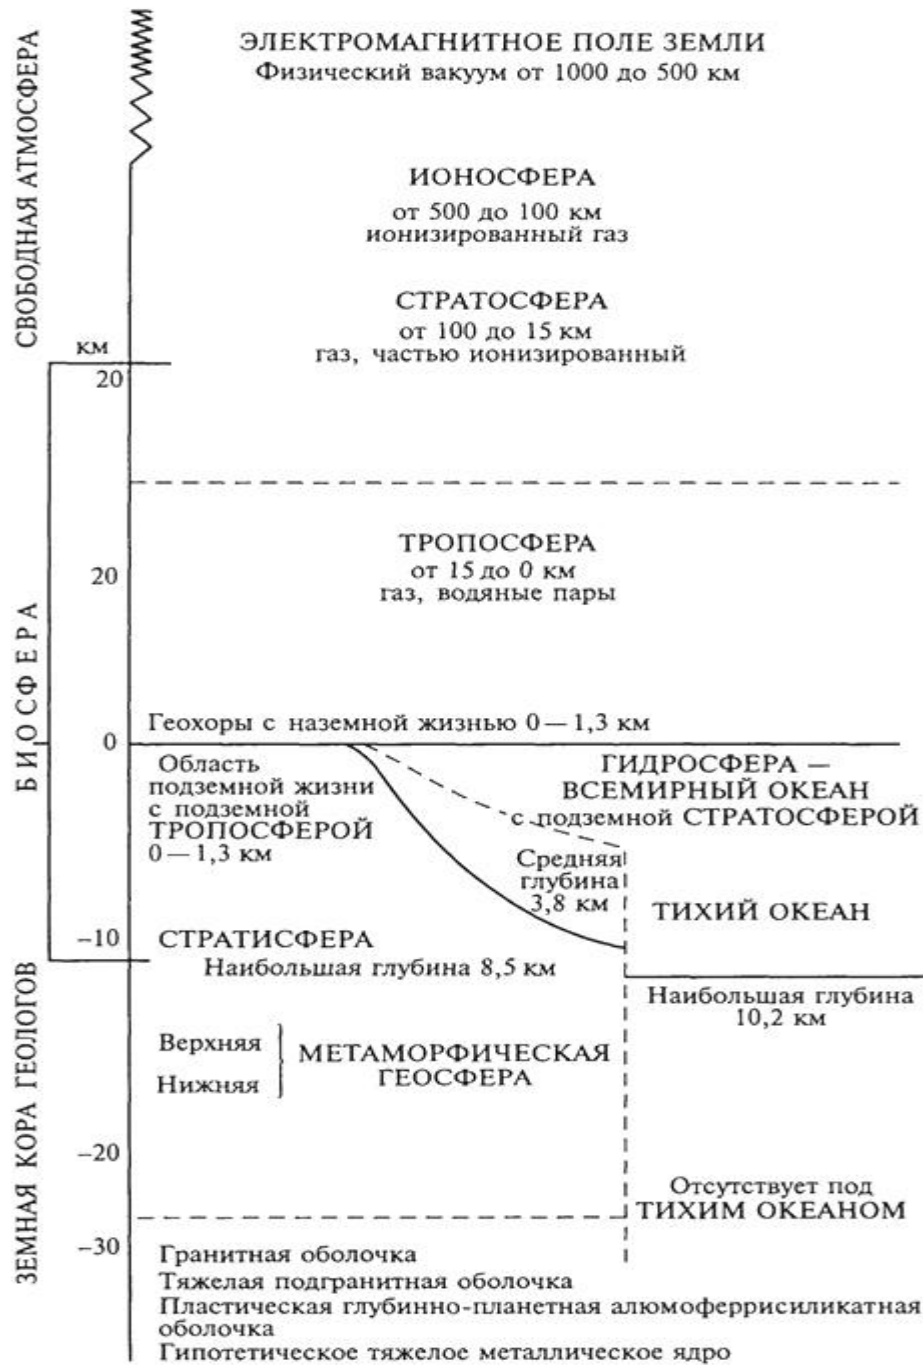 СВОБОДНАЯ АТМОСФЕРА
ЭЛЕКТРОМАГНИТНОЕ ПОЛЕ ЗЕМЛИ
Физический вакуум от 1000 до 500 км
ИОНОСФЕРА
от 500 до 100 км
ионизированный газ
СТРАТОСФЕРА
от 100 до 15 км
газ, частью ионизированный
км
20
БИОСФЕРА
ТРОПОСФЕРА
от 15 до 0 км
газ, водяные пары
20
Геохоры с наземной жизнью 0—1,3 км
0
Область
подземной жизни
с подземной
ТРОПОСФЕРОЙ
0—1,3 км
ГИДРОСФЕРА —
ВСЕМИРНЫЙ ОКЕАН
с подземной СТРАТОСФЕРОЙ
Средняя
глубина
3,8 км
ТИХИЙ ОКЕАН
–10
СТРАТИСФЕРА
Наибольшая глубина 8,5 км
Наибольшая глубина
10,2 км
ЗЕМНАЯ КОРА ГЕОЛОГОВ
Верхняя
Нижняя
МЕТАМОРФИЧЕСКАЯ
ГЕОСФЕРА
–20
Отсутствует под
ТИХИМ ОКЕАНОМ
–30
Гранитная оболочка
Тяжелая подгранитная оболочка
Пластическая глубинно-планетная алюмоферрисиликатная
оболочка
Гипотетическое тяжелое металлическое ядро